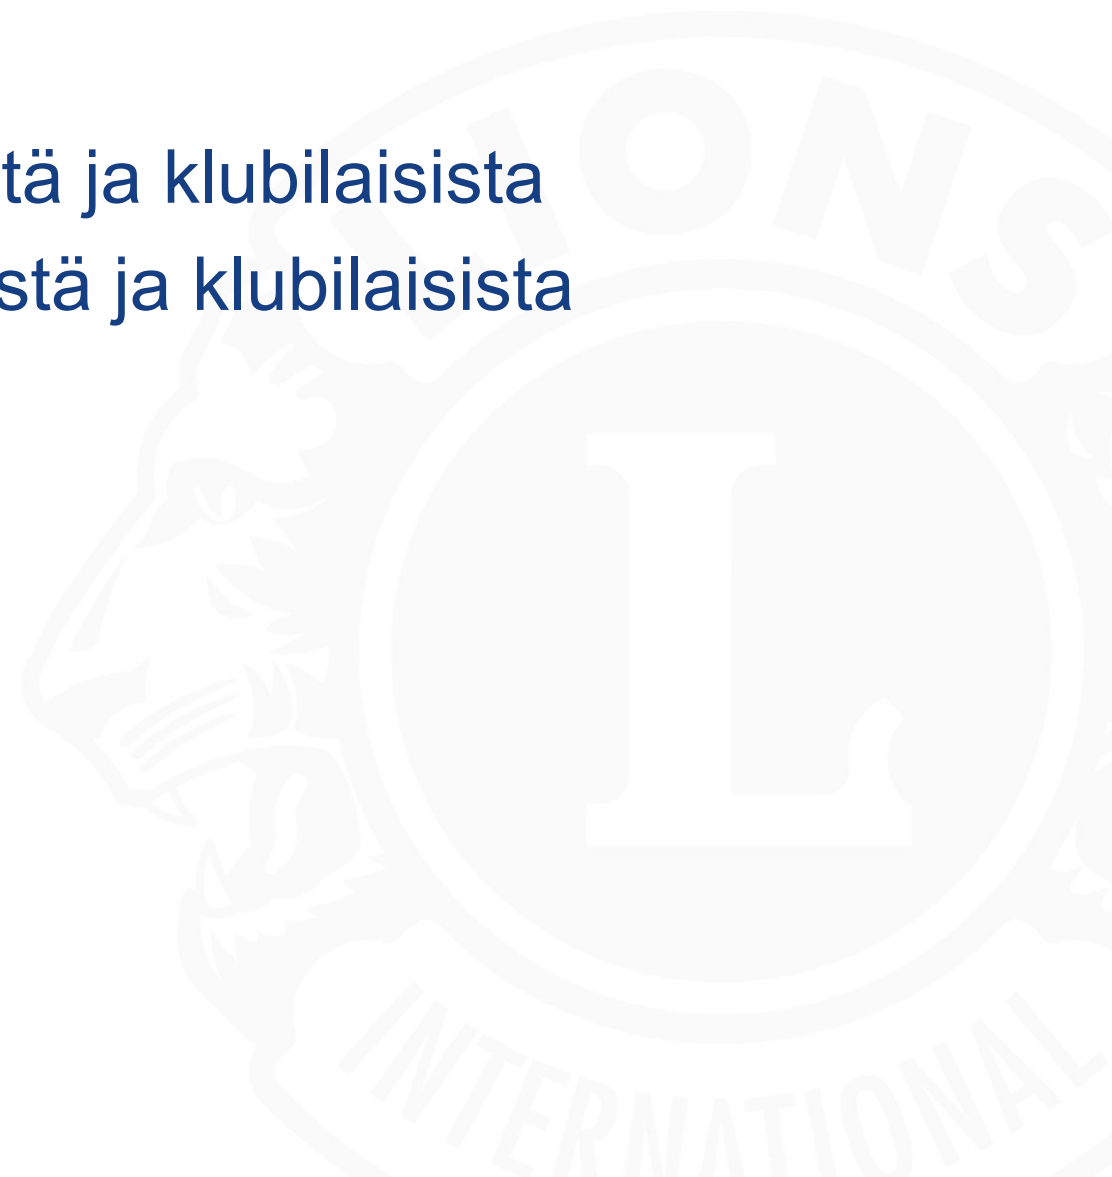 LIONS
tä ja klubilaisista
stä ja klubilaisista
L
INTERNATIONAL